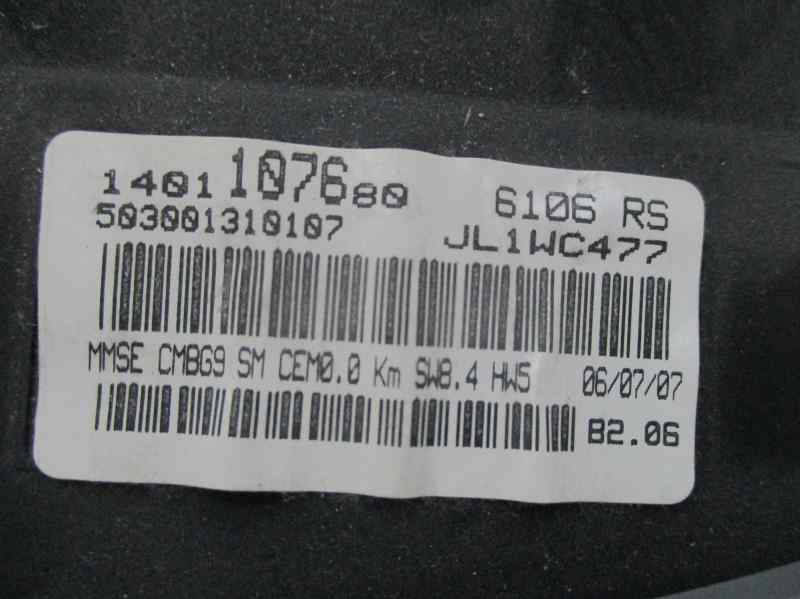 1401107680 6106 RS
503001310107 JL1WC477
MMSE CMBG9 SM CEM0.0 Km SW8.4 HW5 06/07/07
B2.06